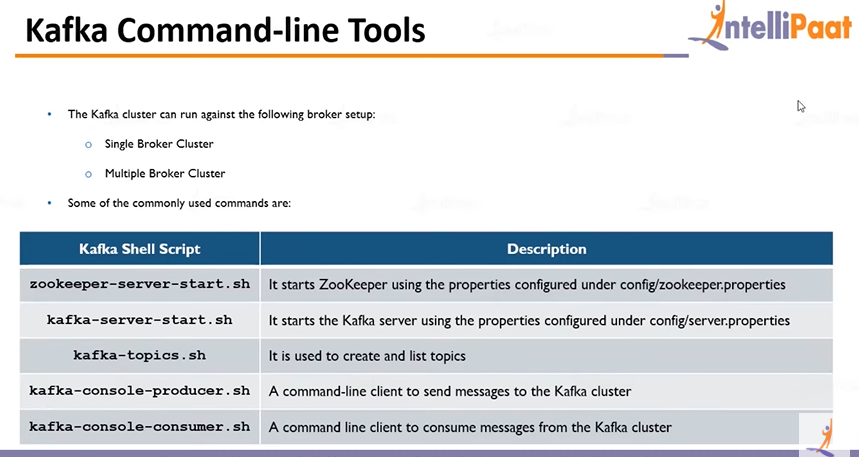 Kafka Command-line Tools
IntelliPaat
• The Kafka cluster can run against the following broker setup:
o Single Broker Cluster
o Multiple Broker Cluster
• Some of the commonly used commands are:
Kafka Shell Script Description
zookeeper-server-start.sh It starts ZooKeeper using the properties configured under config/zookeeper.properties
kafka-server-start.sh It starts the Kafka server using the properties configured under config/server.properties
kafka-topics.sh It is used to create and list topics
kafka-console-producer.sh A command-line client to send messages to the Kafka cluster
kafka-console-consumer.sh A command line client to consume messages from the Kafka cluster